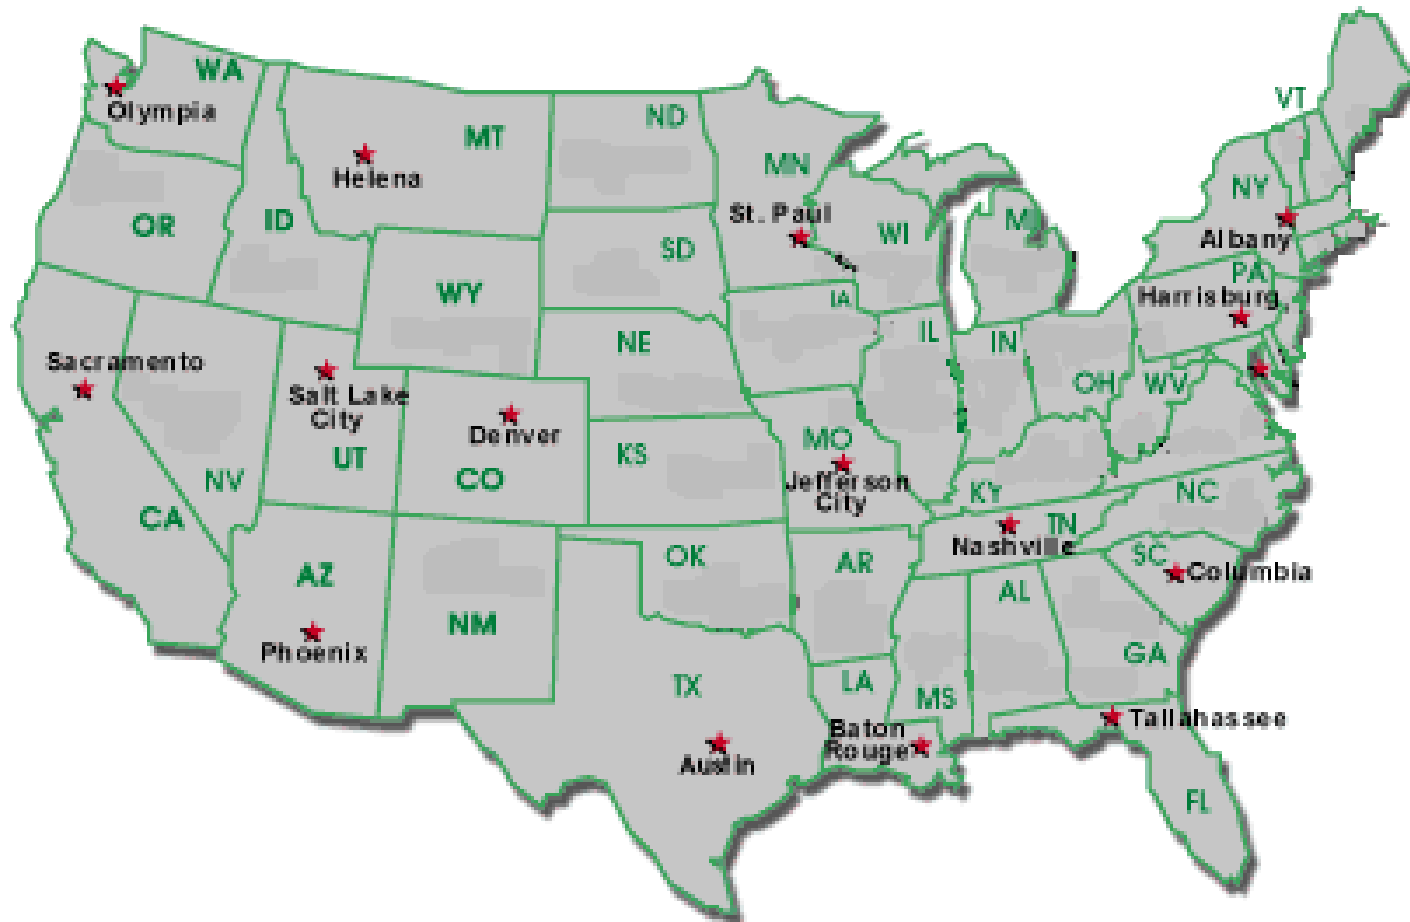 VT
WA
Olympia
ND
MT
MN
Helena
NY
ID
OR
St. Paul
MI
WI
Albany
SD
PA
WY
IA
Harrisburg
IL
NE
IN
Sacramento
OH
WV
Salt Lake
City
Denver
MO
UT
KS
CO
NV
Jefferson
City
KY
NC
CA
TN
Nashville
OK
AR
SC
Columbia
AZ
AL
NM
Phoenix
GA
TX
LA
MS
Tallahassee
Baton
Rouge
Austin
FL